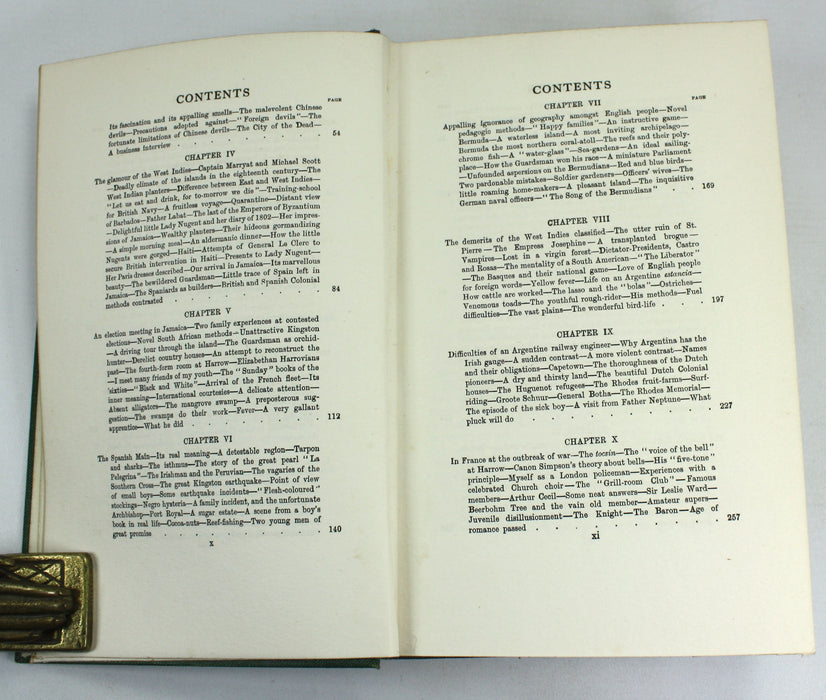 CONTENTS
PAGE
Its fascination and its appalling smells—The malevolent Chinese
devils—Precautions adopted against—"Foreign devils"—The
fortunate limitations of Chinese devils—The City of the Dead—
A business interview . . . . . . . . 54
CHAPTER IV
The glamour of the West Indies—Captain Marryat and Michael Scott
—Deadly climate of the islands in the eighteenth century—The
West Indian planters—Difference between East and West Indies—
"Let us eat and drink, for to-morrow we die"—Training-school
for British Navy—A fruitless voyage—Quarantine—Distant view
of Barbados—Father Labat—The last of the Emperors of Byzantium
—Delightful little Lady Nugent and her diary of 1802—Her impres-
sions of Jamaica—Wealthy planters—Their hideous gormandizing
—A simple morning meal—An aldermanic dinner—How the little
Nugents were gorged—Haiti—Attempts of General Le Clerc to
secure British intervention in Haiti—Presents to Lady Nugent—
Her Paris dresses described—Our arrival in Jamaica—Its marvellous
beauty—The bewildered Guardsman—Little trace of Spain left in
Jamaica—The Spaniards as builders—British and Spanish Colonial
methods contrasted . . . . . . . . 84
CHAPTER V
An election meeting in Jamaica—Two family experiences at contested
elections—Novel South African methods—Unattractive Kingston
—A driving tour through the island—The Guardsman as orchid-
hunter—Derelict country houses—An attempt to reconstruct the
past—The fourth-form room at Harrow—Elizabethan Harrovians
—I meet many friends of my youth—The "Sunday" books of the
'sixties—"Black and White"—Arrival of the French fleet—Its
inner meaning—International courtesies—A delicate attention—
Absent alligators—The mangrove swamp—A preposterous sug-
gestion—The swamps do their work—Fever—A very gallant
apprentice—What he did . . . . . . . 112
CHAPTER VI
The Spanish Main—Its real meaning—A detestable region—Tarpon
and sharks—The isthmus—The story of the great pearl "La
Pelegrina"—The Irishman and the Peruvian—The vagaries of the
Southern Cross—The great Kingston earthquake—Point of view
of small boys—Some earthquake incidents—"Flesh-coloured"
stockings—Negro hysteria—A family incident, and the unfortunate
Archbishop—Port Royal—A sugar estate—A scene from a boy's
book in real life—Cocoa-nuts—Reef-fishing—Two young men of
great promise . . . . . . . . 140
x
CONTENTS
PAGE
CHAPTER VII
Appalling ignorance of geography amongst English people—Novel
pedagogic methods—"Happy families"—An instructive game—
Bermuda—A waterless island—A most inviting archipelago—
Bermuda the most northern coral-atoll—The reefs and their poly-
chrome fish—A "water-glass"—Sea-gardens—An ideal sailing-
place—How the Guardsman won his race—A miniature Parliament
—Unfounded aspersions on the Bermudians—Red and blue birds—
Two pardonable mistakes—Soldier gardeners—Officers' wives—The
little roaming home-makers—A pleasant island—The inquisitive
German naval officers—"The Song of the Bermudians" . . 169
CHAPTER VIII
The demerits of the West Indies classified—The utter ruin of St.
Pierre—The Empress Josephine—A transplanted brogue—
Vampires—Lost in a virgin forest—Dictator-Presidents, Castro
and Rosas—The mentality of a South American—"The Liberator"
—The Basques and their national game—Love of English people
for foreign words—Yellow fever—Life on an Argentine estancia—
How cattle are worked—The lasso and the "bolas"—Ostriches—
Venomous toads—The youthful rough-rider—His methods—Fuel
difficulties—The vast plains—The wonderful bird-life . . . 197
CHAPTER IX
Difficulties of an Argentine railway engineer—Why Argentina has the
Irish gauge—A sudden contrast—A more violent contrast—Names
and their obligations—Capetown—The thoroughness of the Dutch
pioneers—A dry and thirsty land—The beautiful Dutch Colonial
houses—The Huguenot refugees—The Rhodes fruit-farms—Surf-
riding—Groote Schuur—General Botha—The Rhodes Memorial—
The episode of the sick boy—A visit from Father Neptune—What
pluck will do . . . . . . . . 227
CHAPTER X
In France at the outbreak of war—The tocsin—The "voice of the bell"
at Harrow—Canon Simpson's theory about bells—His "five-tone"
principle—Myself as a London policeman—Experiences with a
celebrated Church choir—The "Grill-room Club"—Famous
members—Arthur Cecil—Some neat answers—Sir Leslie Ward—
Beerbohm Tree and the vain old member—Amateur supers—
Juvenile disillusionment—The Knight—The Baron—Age of
romance passed . . . . . . . . 257
xi